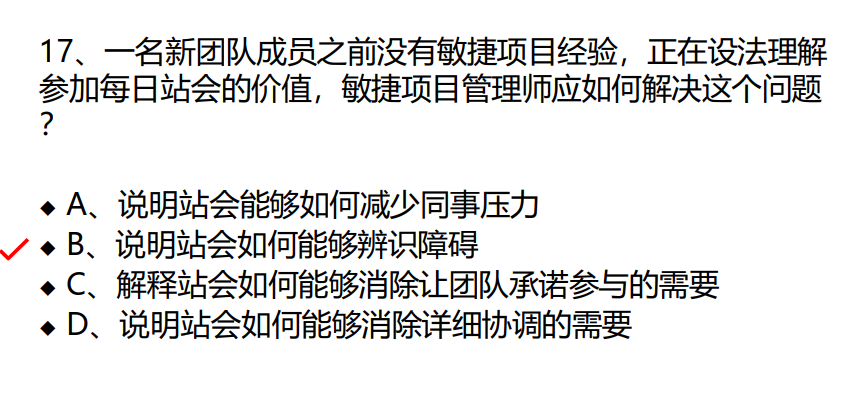 17、一名新团队成员之前没有敏捷项目经验，正在设法理解
参加每日站会的价值，敏捷项目管理师应如何解决这个问题
？
◆ A、说明站会能够如何减少同事压力
◆ B、说明站会如何能够辨识障碍
◆ C、解释站会如何能够消除让团队承诺参与的需要
◆ D、说明站会如何能够消除详细协调的需要